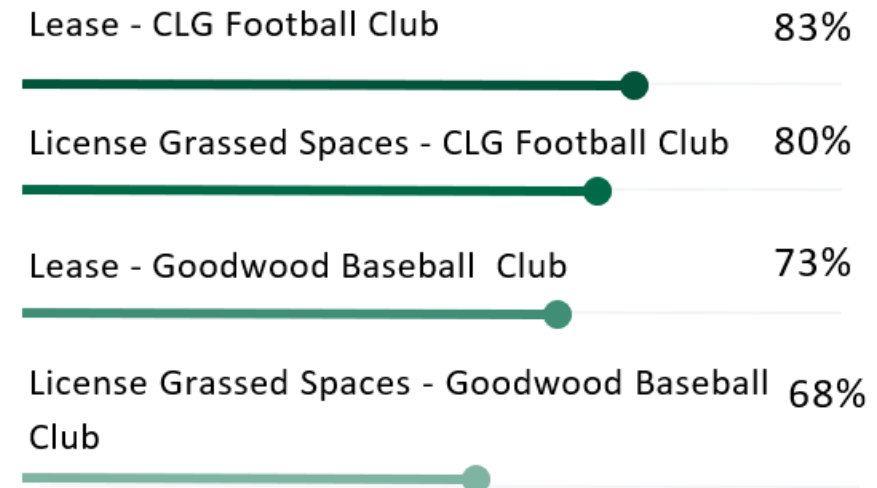 Lease - CLG Football Club 83%
License Grassed Spaces - CLG Football Club 80%
Lease - Goodwood Baseball  Club 73%
License Grassed Spaces - Goodwood Baseball 68%
Club